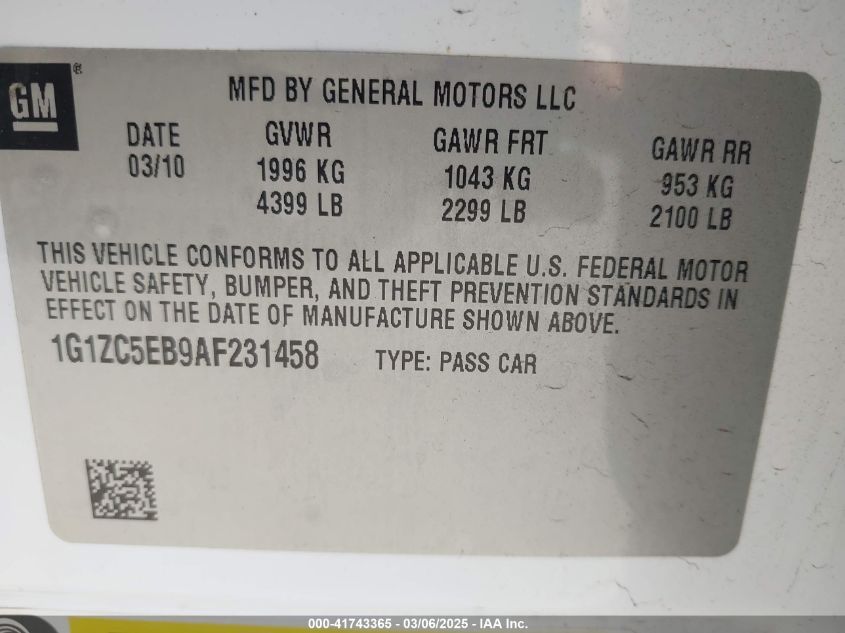 GM ®
MFD BY GENERAL MOTORS LLC
DATE GVWR GAWR FRT GAWR RR
03/10 1996 KG 1043 KG 953 KG
4399 LB 2299 LB 2100 LB
THIS VEHICLE CONFORMS TO ALL APPLICABLE U.S. FEDERAL MOTOR
VEHICLE SAFETY, BUMPER, AND THEFT PREVENTION STANDARDS IN
EFFECT ON THE DATE OF MANUFACTURE SHOWN ABOVE.
1G1ZC5EB9AF231458 TYPE: PASS CAR
000-41743365 - 03/06/2025 - IAA Inc.